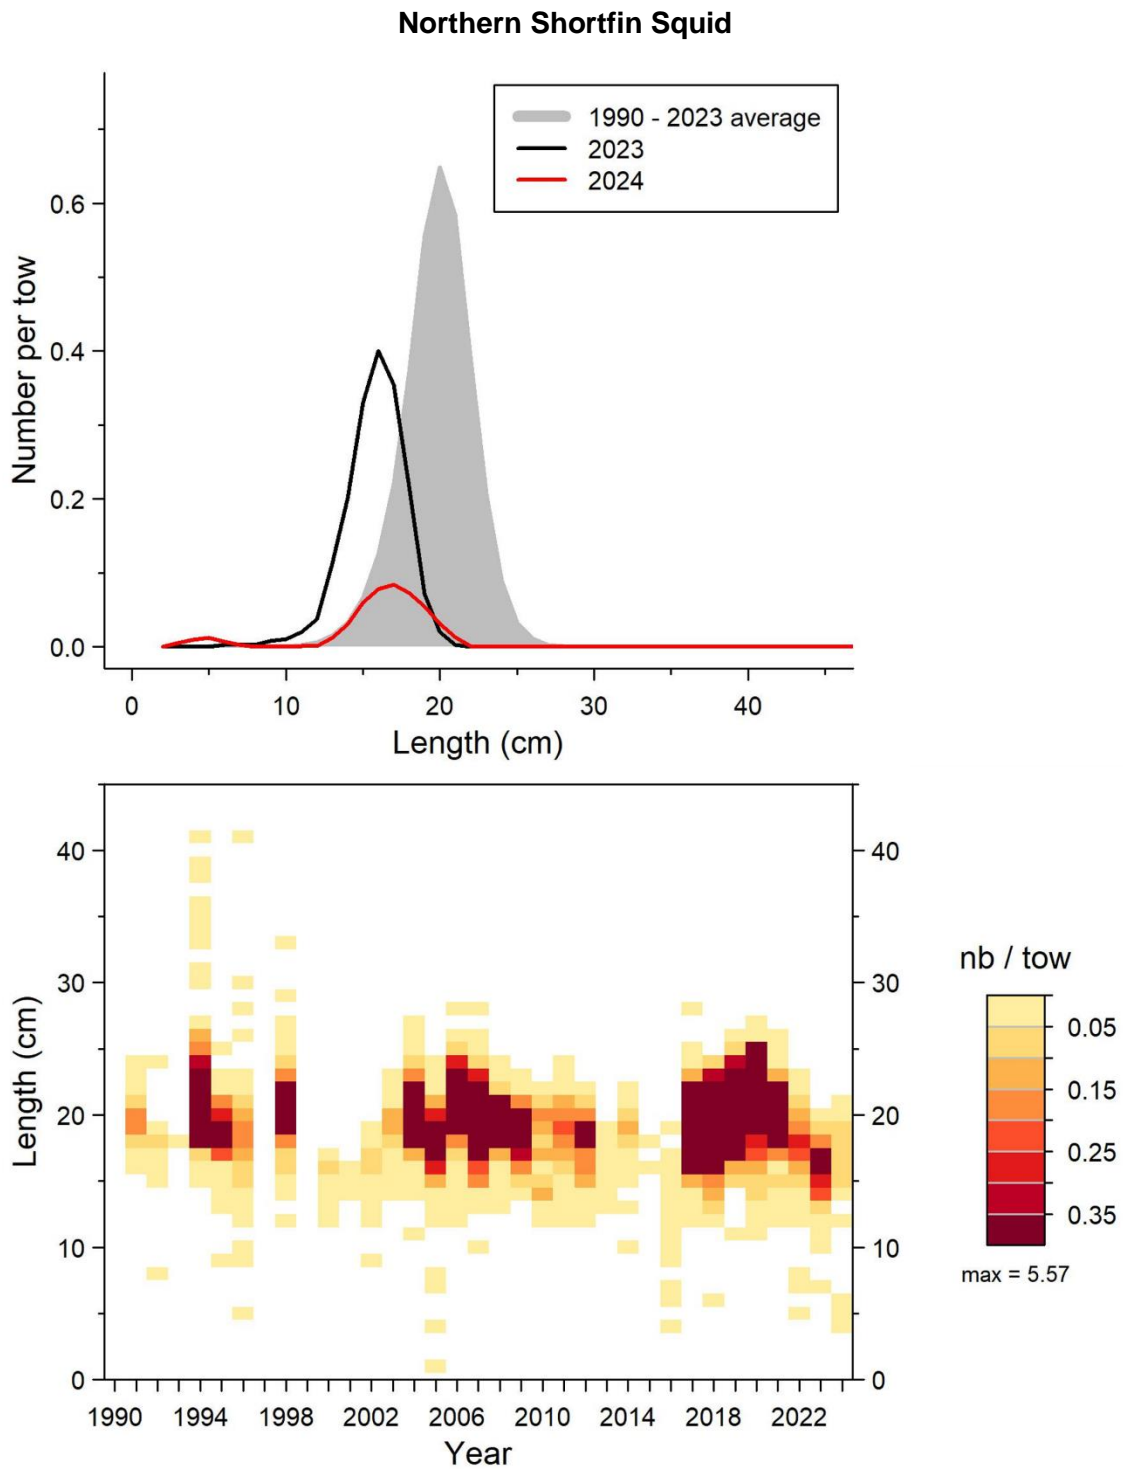 Northern Shortfin Squid
1990 - 2023 average
2023
2024
Number per tow
0.6
0.4
0.2
0.0
0 10 20 30 40
Length (cm)
Length (cm)
40
30
20
10
0
40
30
20
10
0
1990 1994 1998 2002 2006 2010 2014 2018 2022
Year
nb / tow
0.05
0.15
0.25
0.35
max = 5.57